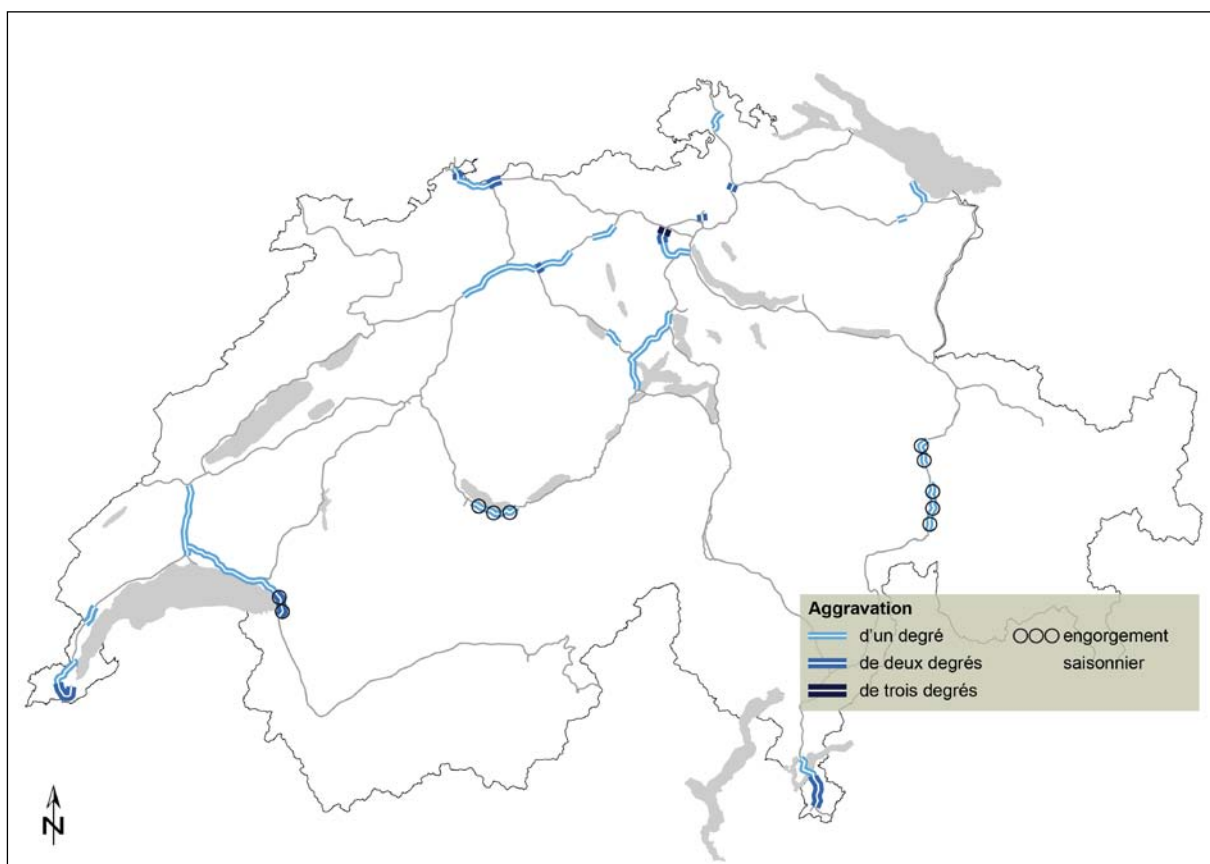 Aggravation
d'un degré
engorgement
saisonnier
de deux degrés
de trois degrés
N